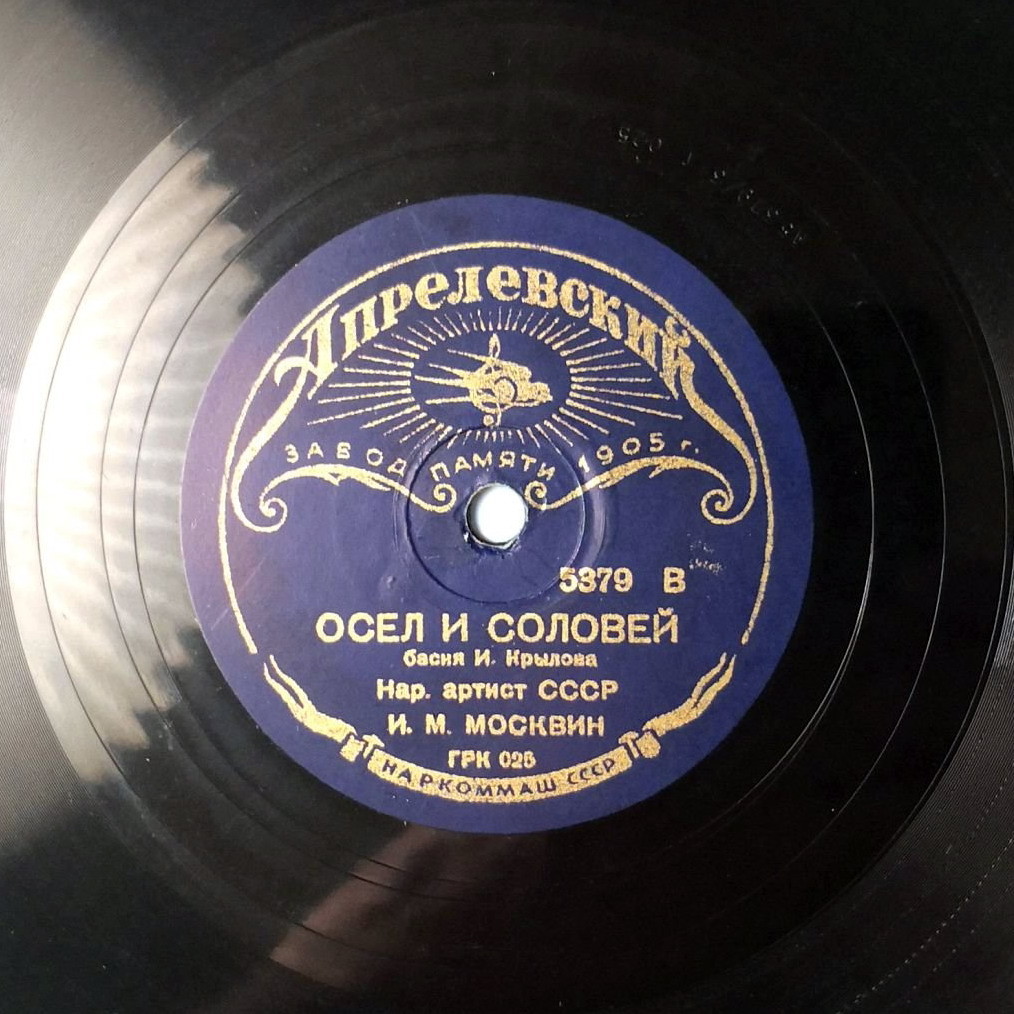 Апрелевский
ЗАВОД ПАМЯТИ 1905 г.
5379 В
ОСЕЛ И СОЛОВЕЙ
басня И. Крылова
Нар. артист СССР
И. М. МОСКВИН
ГРК 025
НАРКОММАШ СССР